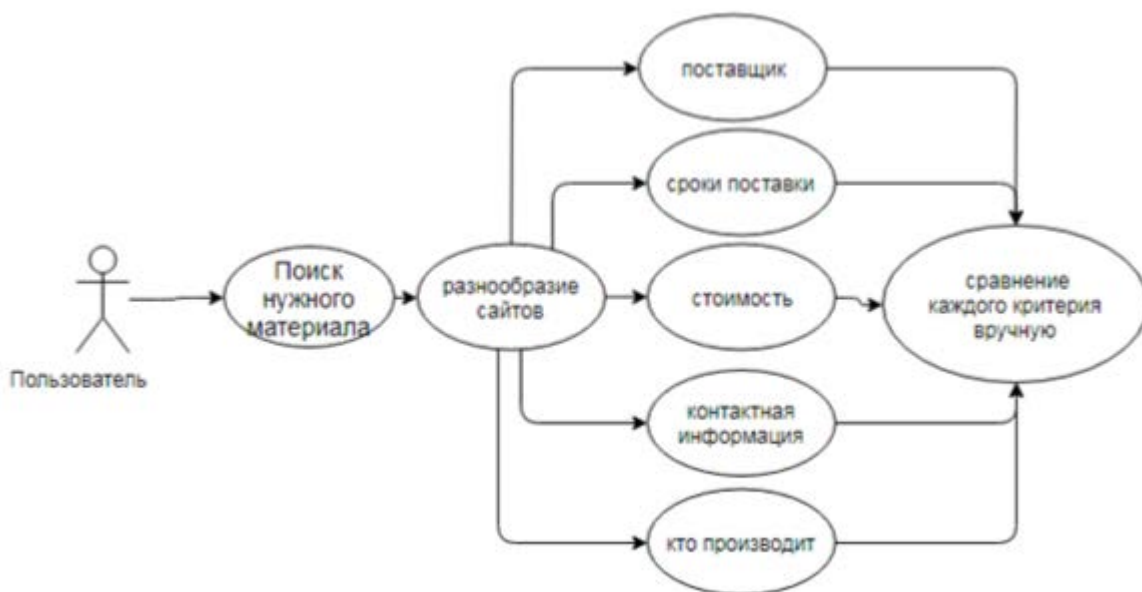 Пользователь
Поиск
нужного
материала
разнообразие
сайтов
поставщик
сроки поставки
стоимость
контактная
информация
кто производит
сравнение
каждого критерия
вручную